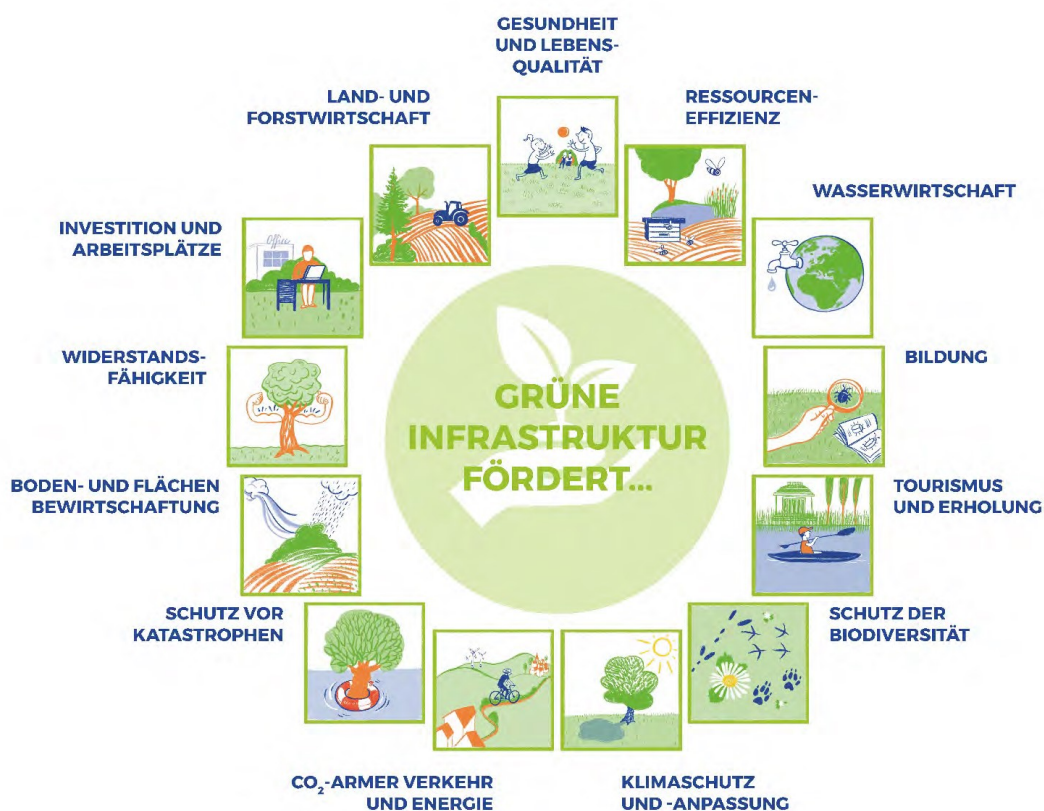 GESUNDHEIT
UND LEBENS-
QUALITÄT
RESSOURCEN-
EFFIZIENZ
WASSERWIRTSCHAFT
BILDUNG
TOURISMUS
UND ERHOLUNG
SCHUTZ DER
BIODIVERSITÄT
KLIMASCHUTZ
UND -ANPASSUNG
CO₂-ARMER VERKEHR
UND ENERGIE
SCHUTZ VOR
KATASTROPHEN
BODEN- UND FLÄCHEN
BEWIRTSCHAFTUNG
WIDERSTANDS-
FÄHIGKEIT
INVESTITION UND
ARBEITSPLÄTZE
Office
LAND- UND
FORSTWIRTSCHAFT
GRÜNE
INFRASTRUKTUR
FÖRDERT...